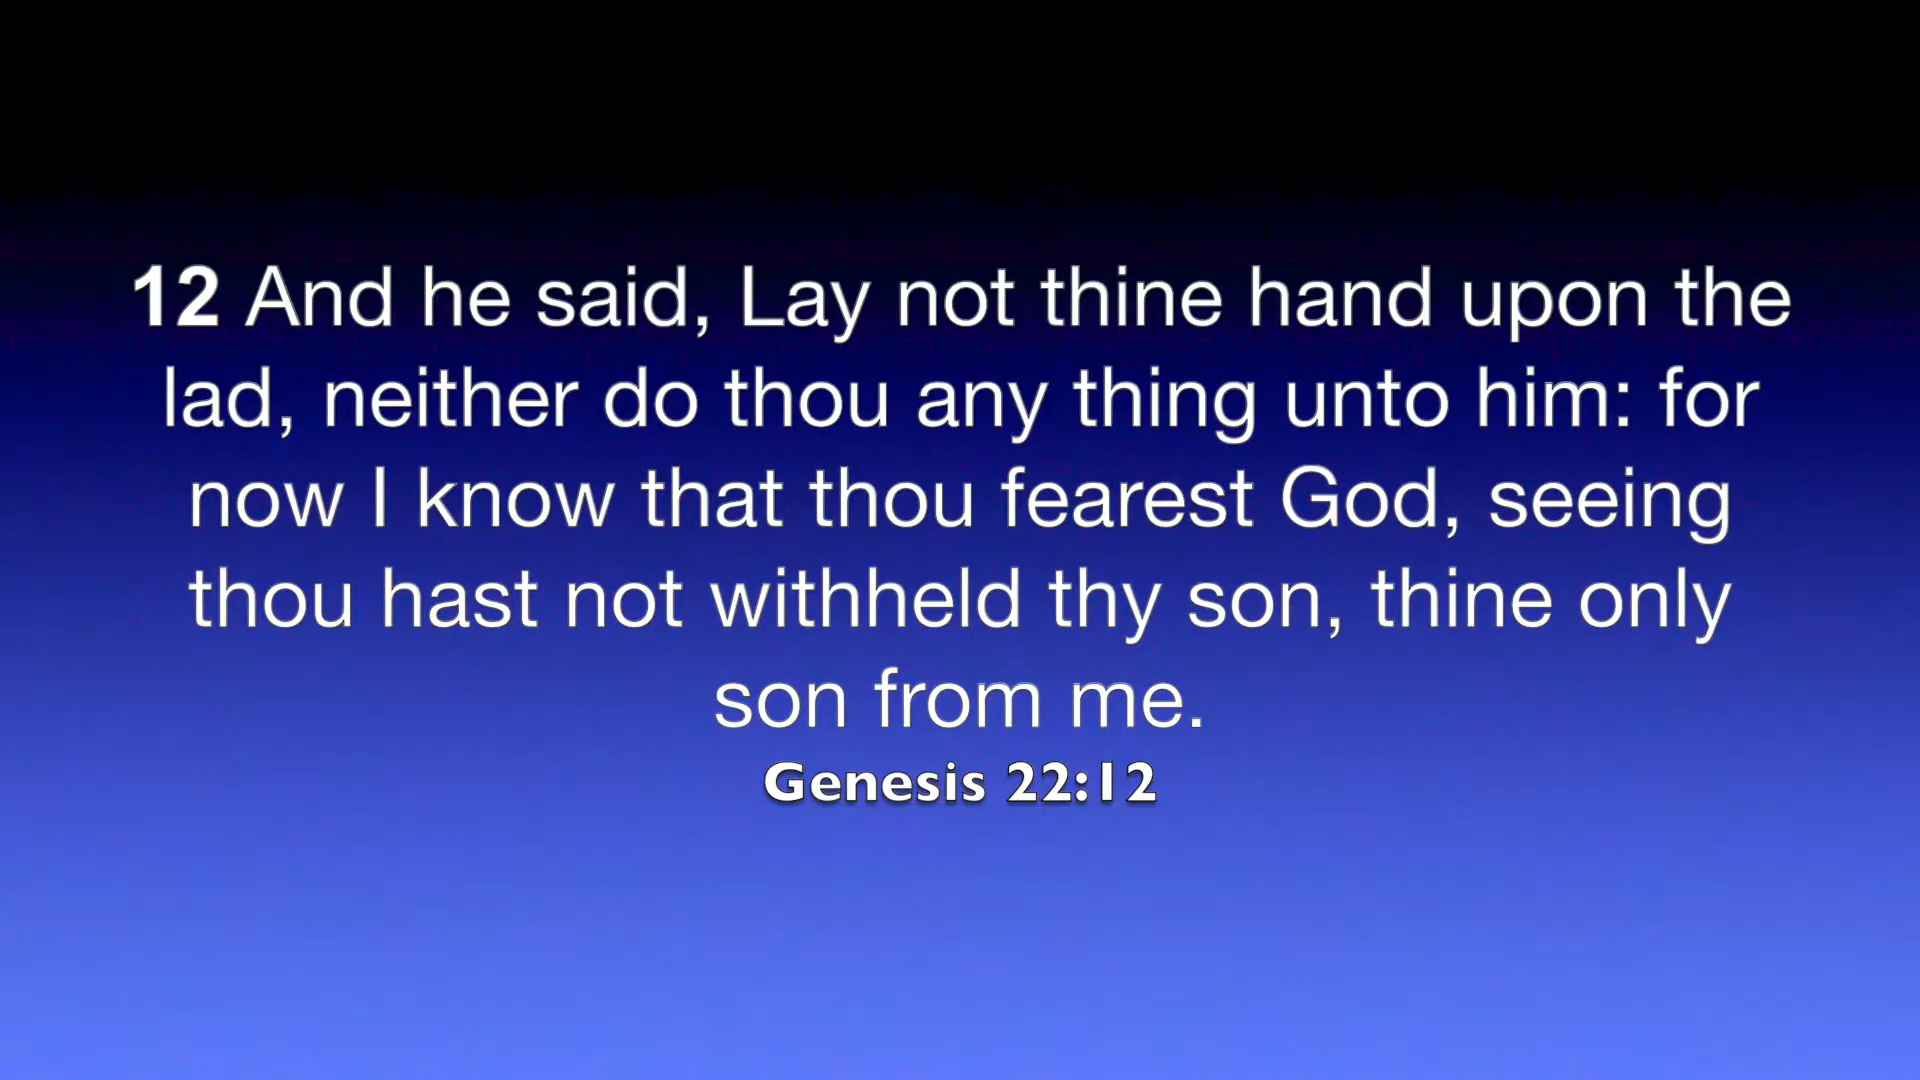 12 And he said, Lay not thine hand upon the
lad, neither do thou any thing unto him: for
now I know that thou fearest God, seeing
thou hast not withheld thy son, thine only
son from me.
Genesis 22:12